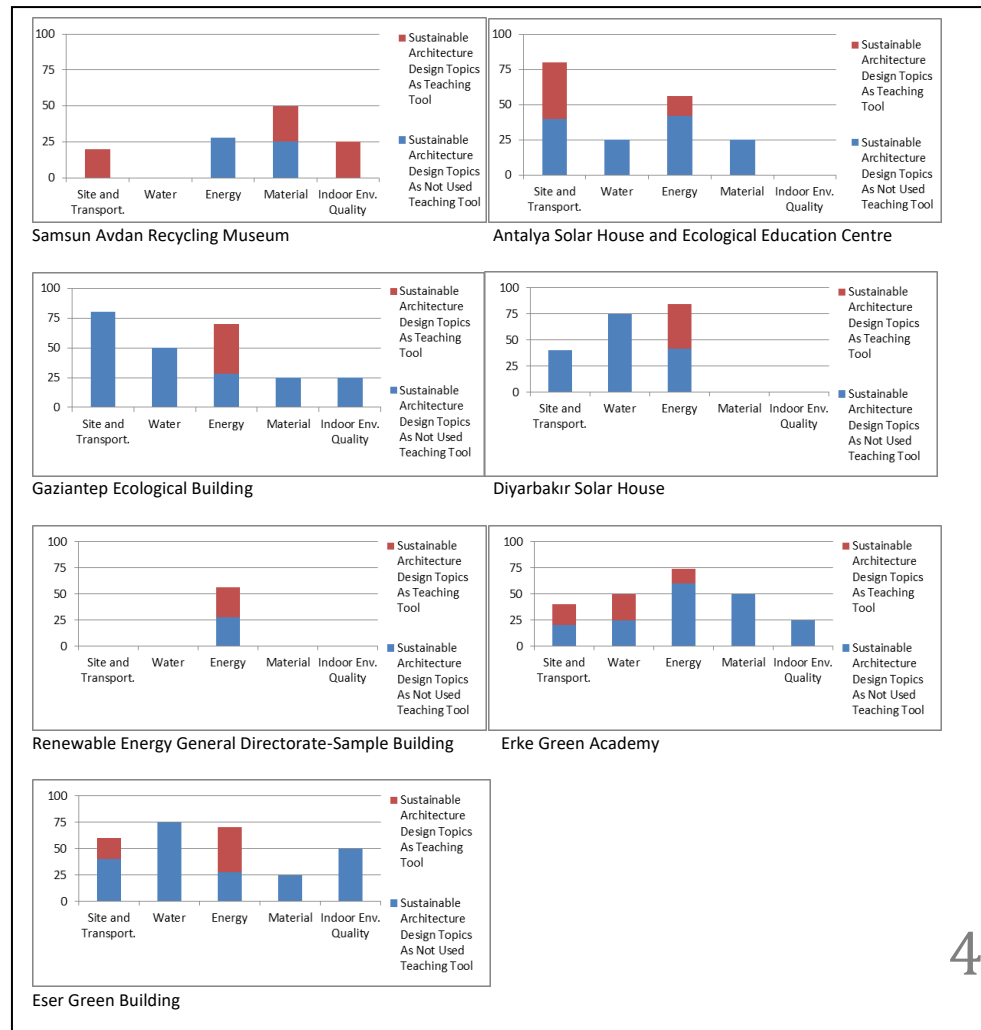 100
75
50
25
0
Site and
Transport.
Water
Energy
Material
Indoor Env.
Quality
Sustainable
Architecture
Design Topics
As Teaching
Tool
Sustainable
Architecture
Design Topics
As Not Used
Teaching Tool
Samsun Avdan Recycling Museum
100
75
50
25
0
Site and
Transport.
Water
Energy
Material
Indoor Env.
Quality
Sustainable
Architecture
Design Topics
As Teaching
Tool
Sustainable
Architecture
Design Topics
As Not Used
Teaching Tool
Antalya Solar House and Ecological Education Centre
100
75
50
25
0
Site and
Transport.
Water
Energy
Material
Indoor Env.
Quality
Sustainable
Architecture
Design Topics
As Teaching
Tool
Sustainable
Architecture
Design Topics
As Not Used
Teaching Tool
Gaziantep Ecological Building
100
75
50
25
0
Site and
Transport.
Water
Energy
Material
Indoor Env.
Quality
Sustainable
Architecture
Design Topics
As Teaching
Tool
Sustainable
Architecture
Design Topics
As Not Used
Teaching Tool
Diyarbakır Solar House
100
75
50
25
0
Site and
Transport.
Water
Energy
Material
Indoor Env.
Quality
Sustainable
Architecture
Design Topics
As Teaching
Tool
Sustainable
Architecture
Design Topics
As Not Used
Teaching Tool
Renewable Energy General Directorate-Sample Building
100
75
50
25
0
Site and
Transport.
Water
Energy
Material
Indoor Env.
Quality
Sustainable
Architecture
Design Topics
As Teaching
Tool
Sustainable
Architecture
Design Topics
As Not Used
Teaching Tool
Erke Green Academy
100
75
50
25
0
Site and
Transport.
Water
Energy
Material
Indoor Env.
Quality
Sustainable
Architecture
Design Topics
As Teaching
Tool
Sustainable
Architecture
Design Topics
As Not Used
Teaching Tool
Eser Green Building
4